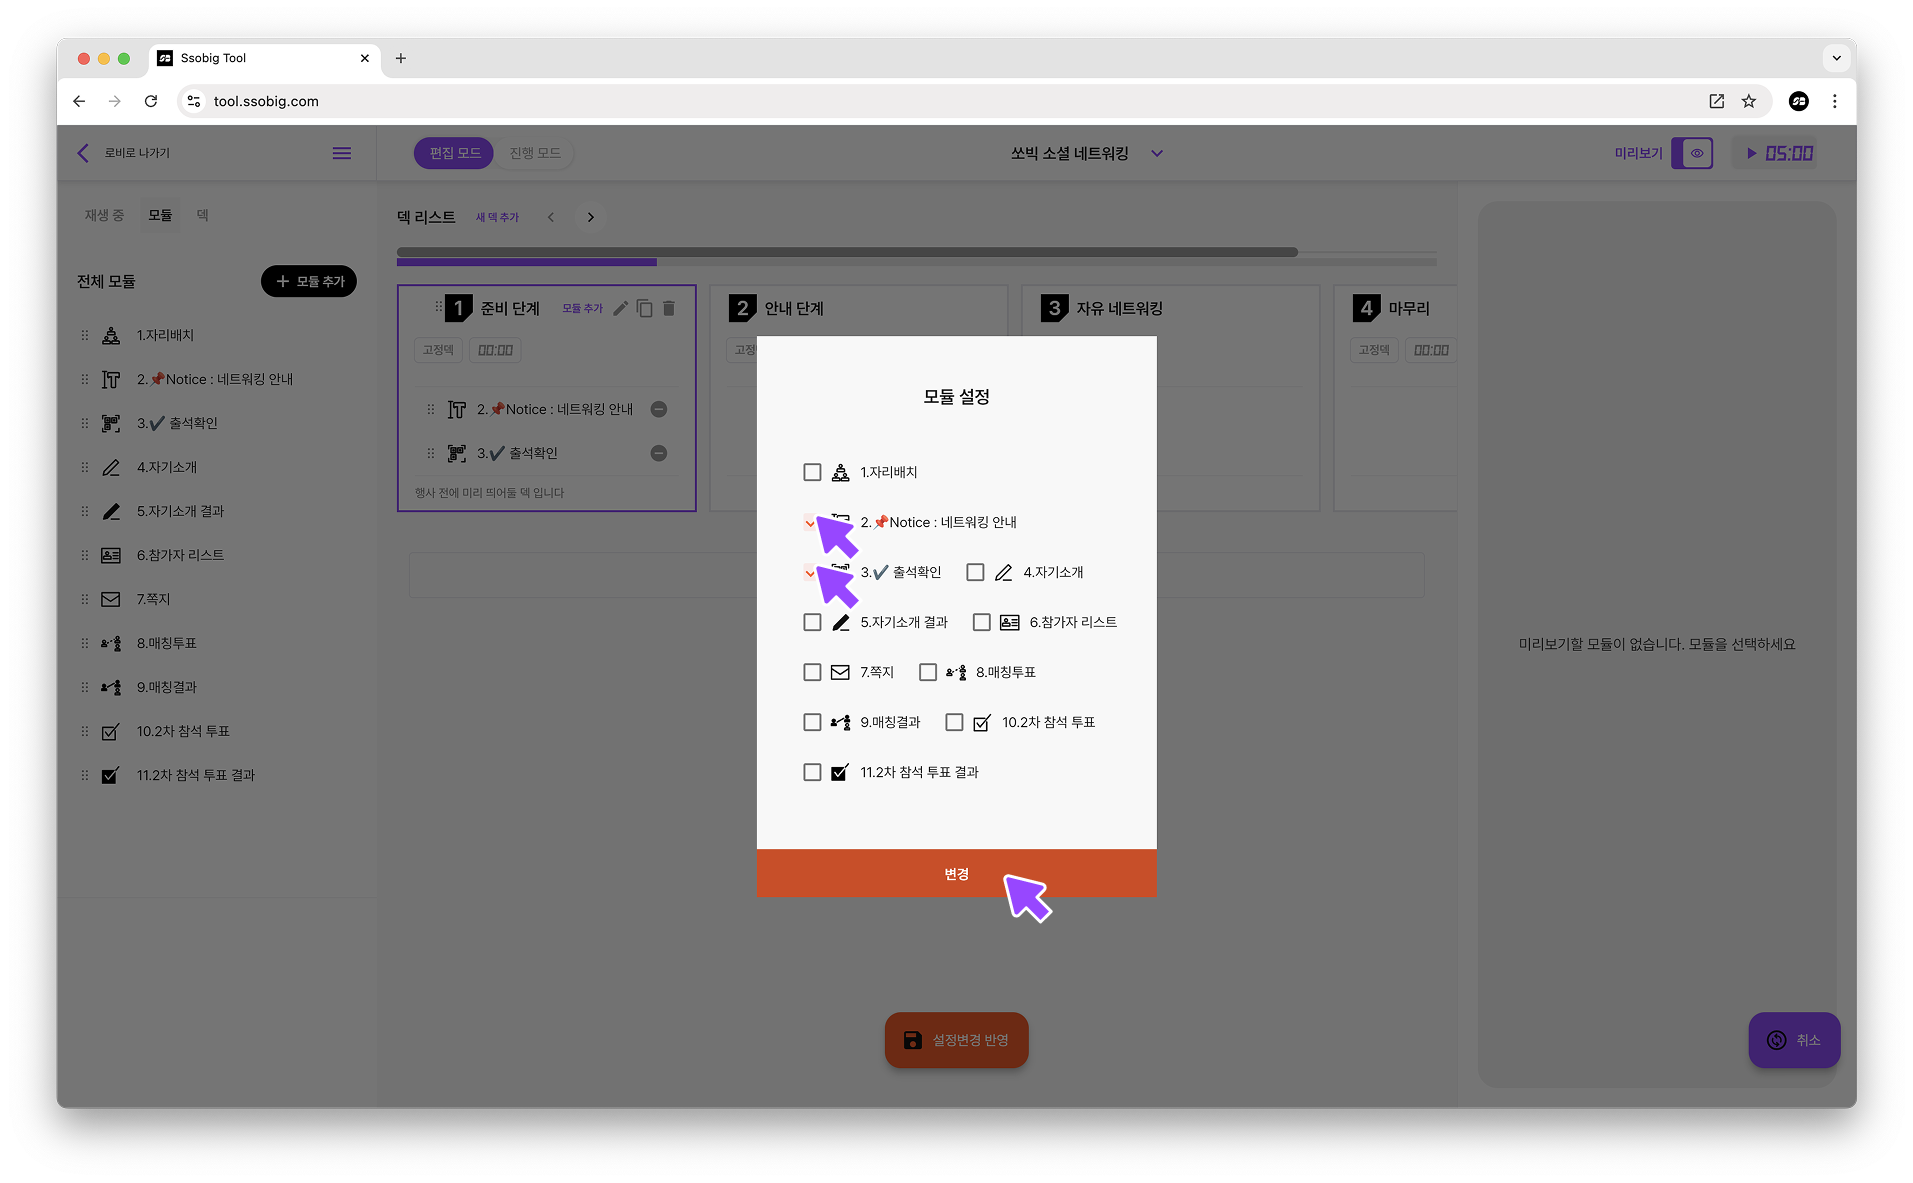 Ssobig Tool
tool.ssobig.com
로비로 나가기
편집 모드
진행 모드
쏘빅 소셜 네트워킹
미리보기
05:00
재생 중
모듈
덱
전체 모듈
모듈 추가
1.자리배치
2.📌Notice : 네트워킹 안내
3.✔️ 출석확인
4.자기소개
5.자기소개 결과
6.참가자 리스트
7.쪽지
8.매칭투표
9.매칭결과
10.2차 참석 투표
11.2차 참석 투표 결과
덱 리스트
새 덱 추가
1 준비 단계 모듈 추가
고정덱 00:00
2.📌Notice : 네트워킹 안내
3.✔️ 출석확인
행사 전에 미리 띄어둘 덱 입니다
2 안내 단계
고정
3 자유 네트워킹
4 마무리
고정덱 00:00
모듈 설정
1.자리배치
2.📌Notice : 네트워킹 안내
3.✔️ 출석확인 4.자기소개
5.자기소개 결과 6.참가자 리스트
7.쪽지 8.매칭투표
9.매칭결과 10.2차 참석 투표
11.2차 참석 투표 결과
변경
설정변경 반영
미리보기할 모듈이 없습니다. 모듈을 선택하세요
취소